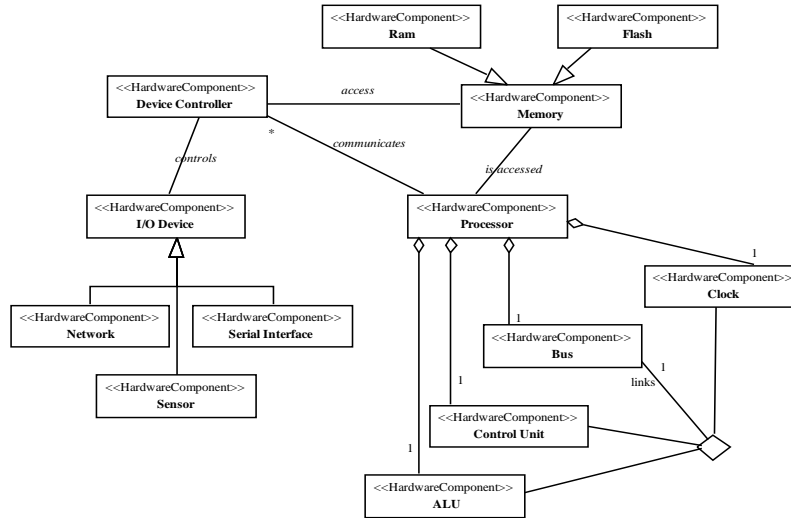 <<HardwareComponent>>
Ram
<<HardwareComponent>>
Flash
<<HardwareComponent>>
Device Controller
access
<<HardwareComponent>>
Memory
*
communicates
controls
is accessed
<<HardwareComponent>>
I/O Device
<<HardwareComponent>>
Processor
1
<<HardwareComponent>>
Clock
<<HardwareComponent>>
Network
<<HardwareComponent>>
Serial Interface
1
<<HardwareComponent>>
Bus
1
links
<<HardwareComponent>>
Sensor
1
<<HardwareComponent>>
Control Unit
1
<<HardwareComponent>>
ALU